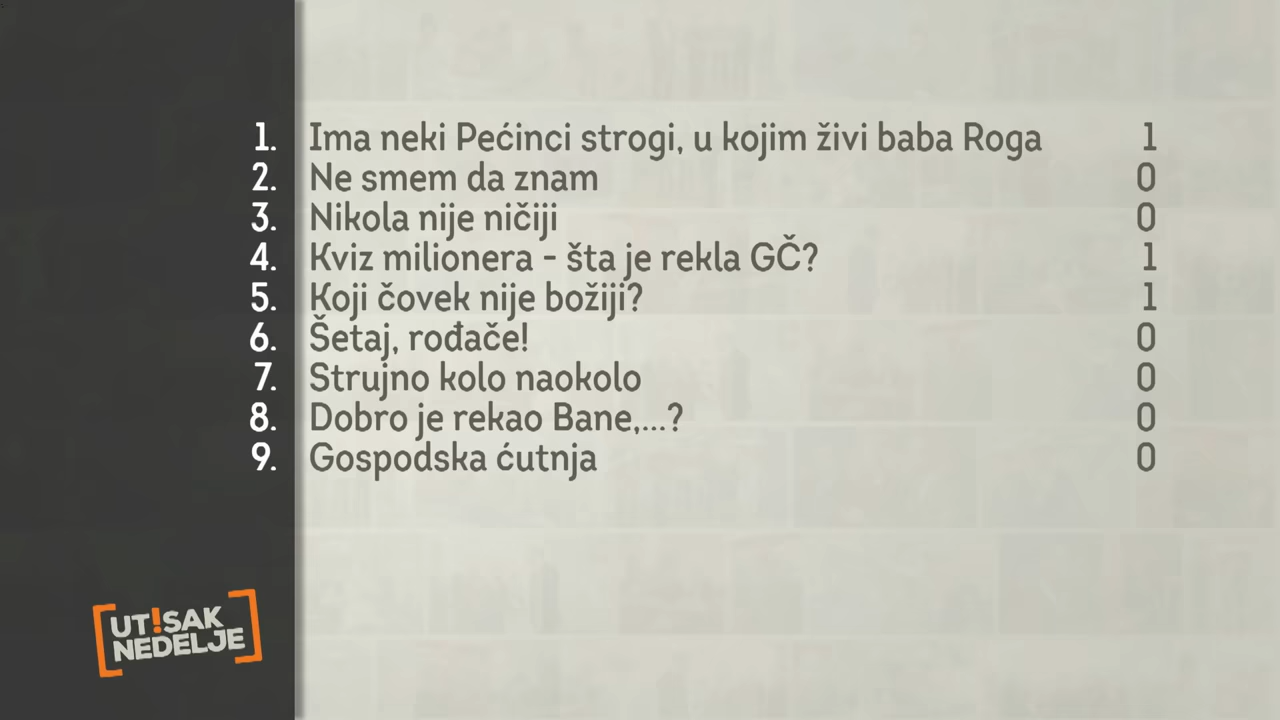 1. Ima neki Pećinci strogi, u kojim živi baba Roga 1
2. Ne smem da znam 0
3. Nikola nije ničiji 0
4. Kviz milionera - šta je rekla GČ? 1
5. Koji čovek nije božiji? 1
6. Šetaj, rođače! 0
7. Strujno kolo naokolo 0
8. Dobro je rekao Bane,...? 0
9. Gospodska ćutnja 0
UT!SAK
NEDELJE